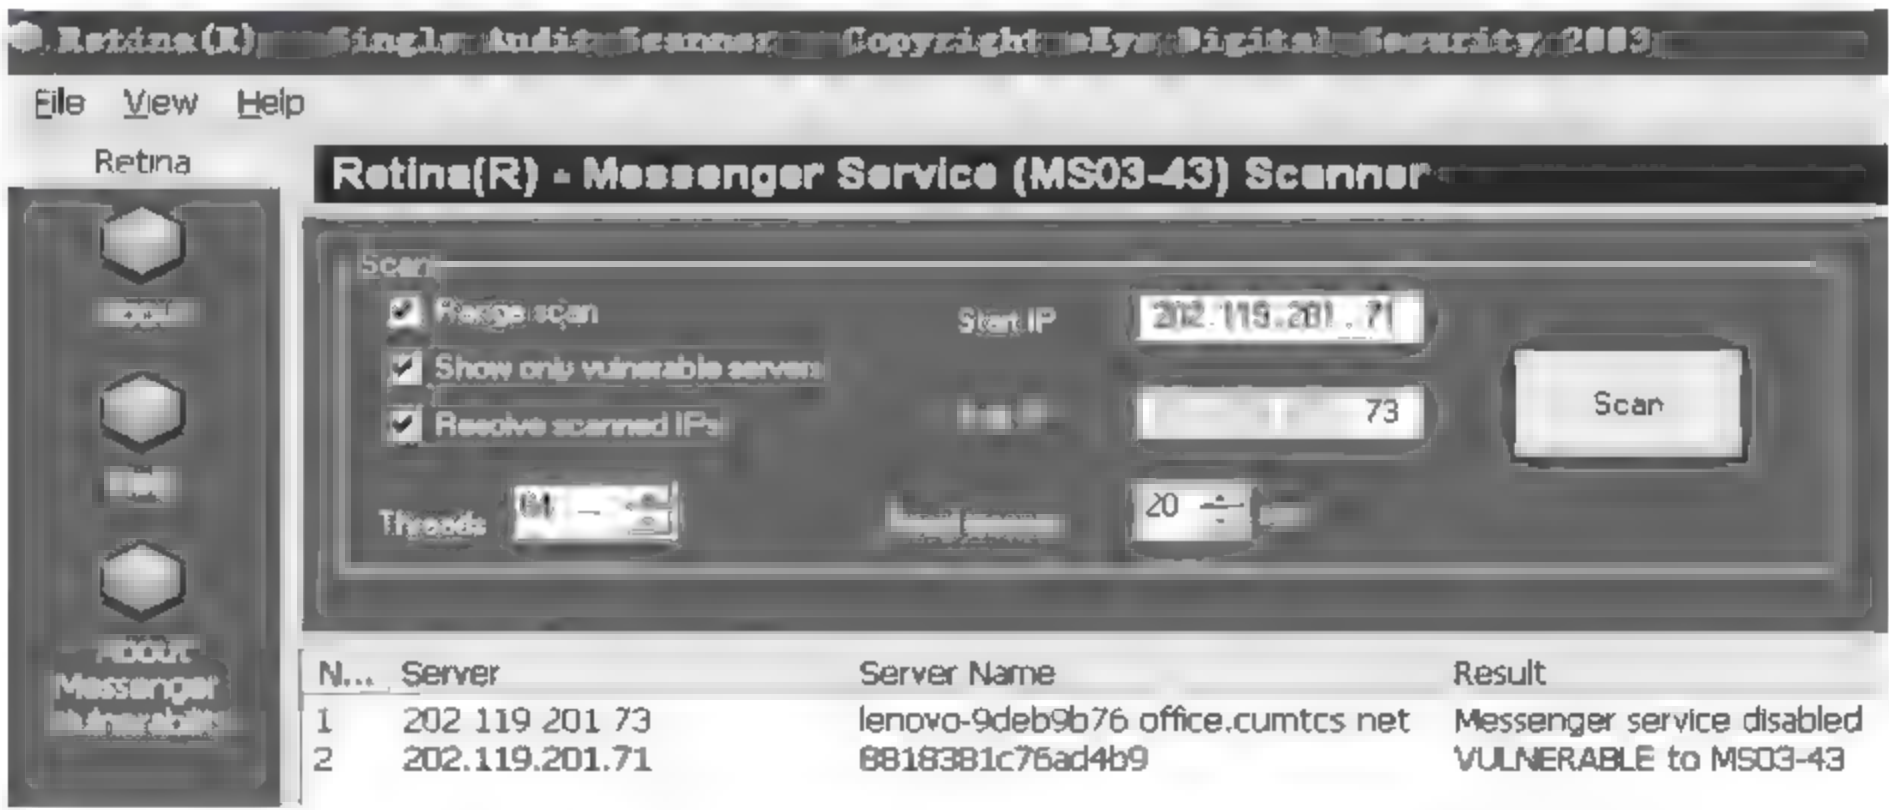 Retina(R) - Single Audit Scanner - Copyright eEye Digital Security, 2003
File View Help
Retina
Retina(R) - Messenger Service (MS03-43) Scanner
Scan
Range scan
Start IP
202.119.201.71
Show only vulnerable servers
73
Scan
Resolve scanned IPs
Threads
20
ABOUT
Messenger
N... Server Server Name Result
1 202 119 201 73 lenovo-9deb9b76 office.cumtcs net Messenger service disabled
2 202.119.201.71 8818381c76ad4b9 VULNERABLE to MS03-43